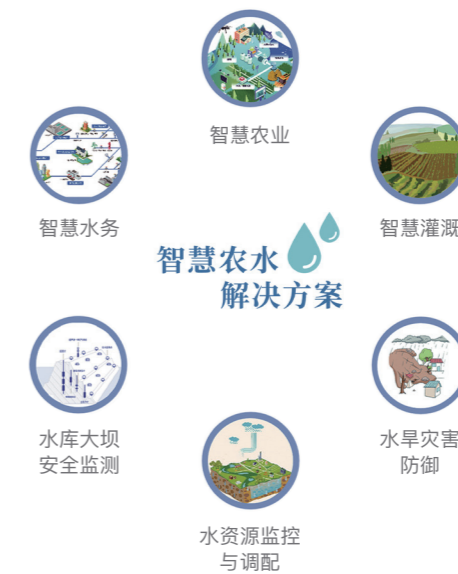 智慧农业
智慧水务
智慧灌溉
智慧农水
解决方案
水库大坝
安全监测
水旱灾害
防御
水资源监控
与调配